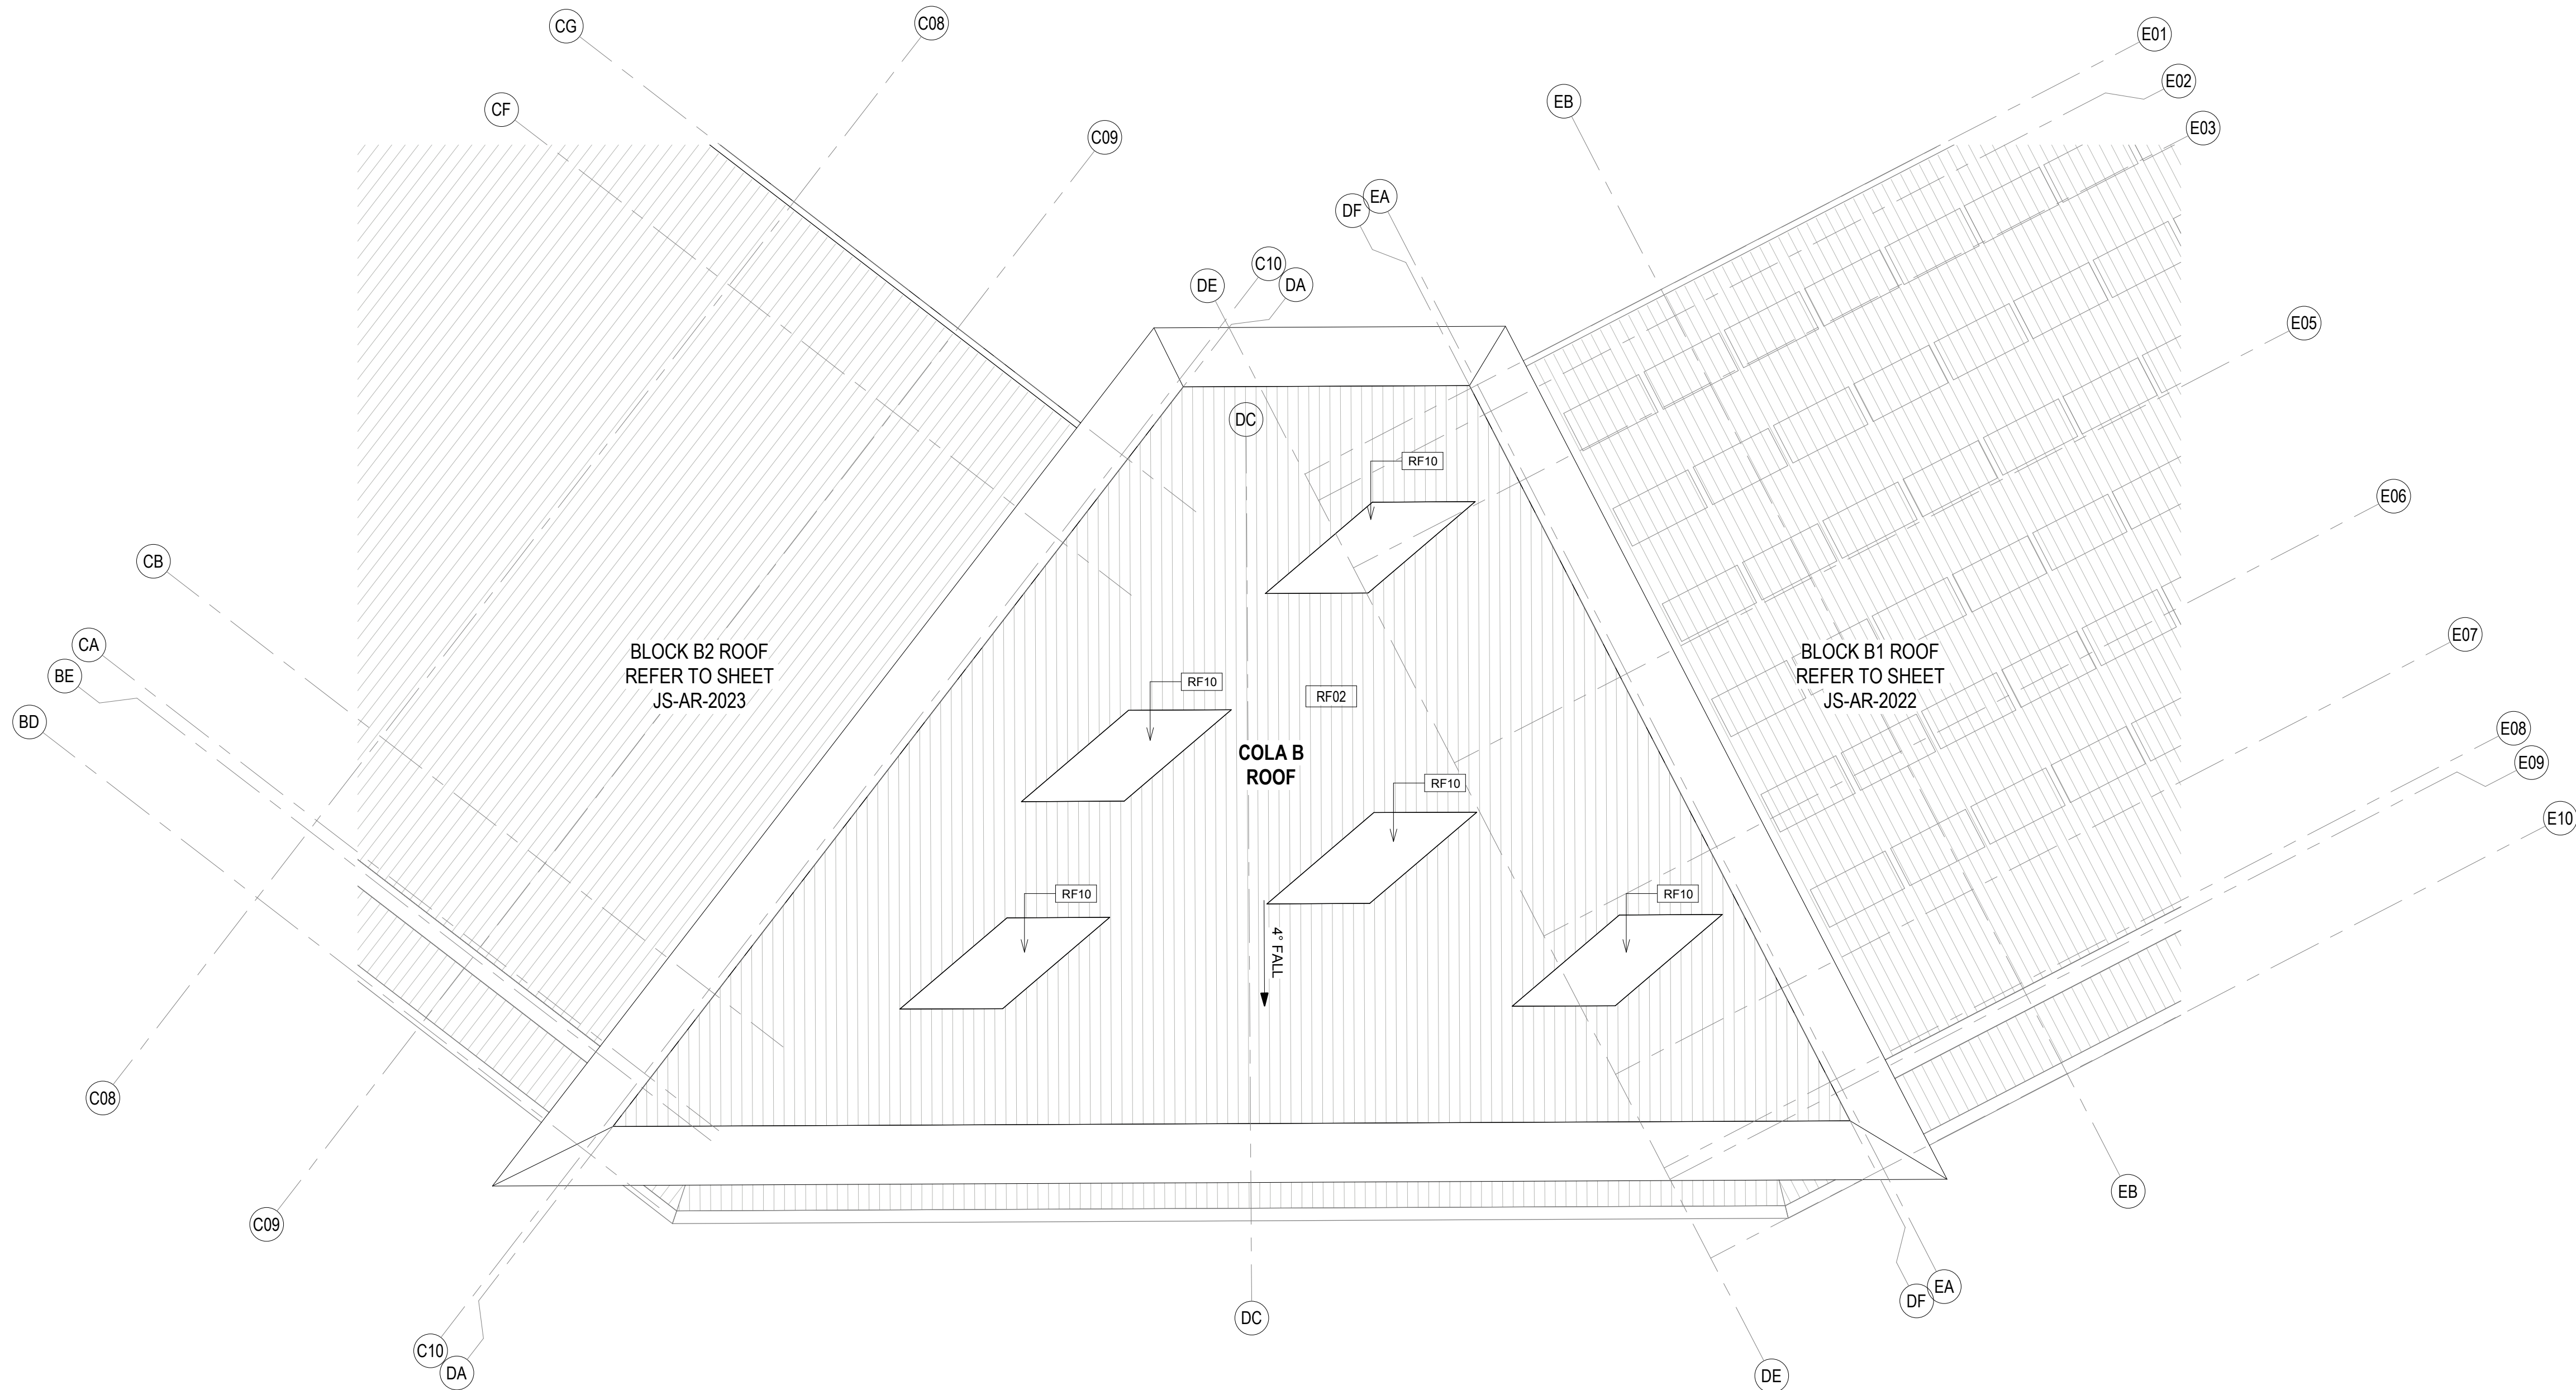 CG
C08
E01
CF
E02
EB
E03
C09
EA
DF
C10
DE
DA
E05
DC
RF10
E06
CB
E07
CA
BLOCK B2 ROOF
REFER TO SHEET
JS-AR-2023
BLOCK B1 ROOF
REFER TO SHEET
JS-AR-2022
BE
RF10
RF02
BD
E08
COLA B
ROOF
E09
RF10
E10
RF10
RF10
4° FALL
C08
EB
C09
EA
DF
DC
C10
DA
DE